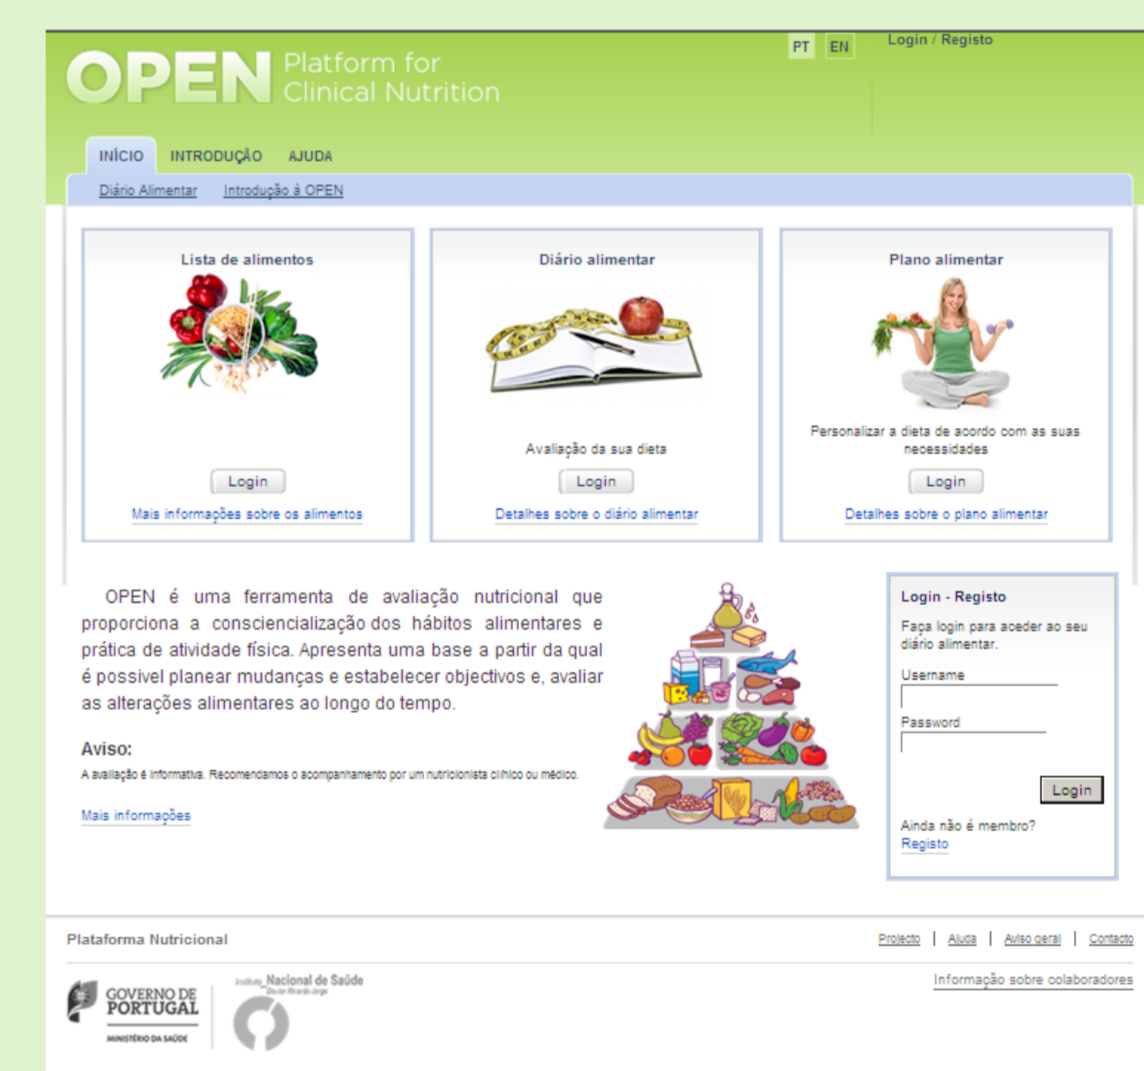 OPEN Platform for
Clinical Nutrition
PT EN Login / Registo
INÍCIO INTRODUÇÃO AJUDA
Diário Alimentar Introdução à OPEN
Lista de alimentos
Login
Mais informações sobre os alimentos
Diário alimentar
Avaliação da sua dieta
Login
Detalhes sobre o diário alimentar
Plano alimentar
Personalizar a dieta de acordo com as suas
necessidades
Login
Detalhes sobre o plano alimentar
OPEN é uma ferramenta de avaliação nutricional que
proporciona a consciencialização dos hábitos alimentares e
prática de atividade física. Apresenta uma base a partir da qual
é possivel planear mudanças e estabelecer objectivos e, avaliar
as alterações alimentares ao longo do tempo.
Aviso:
A avaliação é informativa. Recomendamos o acompanhamento por um nutricionista clínico ou médico.
Mais informações
Login - Registo
Faça login para aceder ao seu
diário alimentar.
Username
Password
Login
Ainda não é membro?
Registo
Plataforma Nutricional
Projecto | Ajuda | Aviso geral | Contacto
Informação sobre colaboradores
GOVERNO DE
PORTUGAL
MINISTÉRIO DA SAÚDE
Instituto_Nacional de Saúde
Doutor Ricardo Jorge